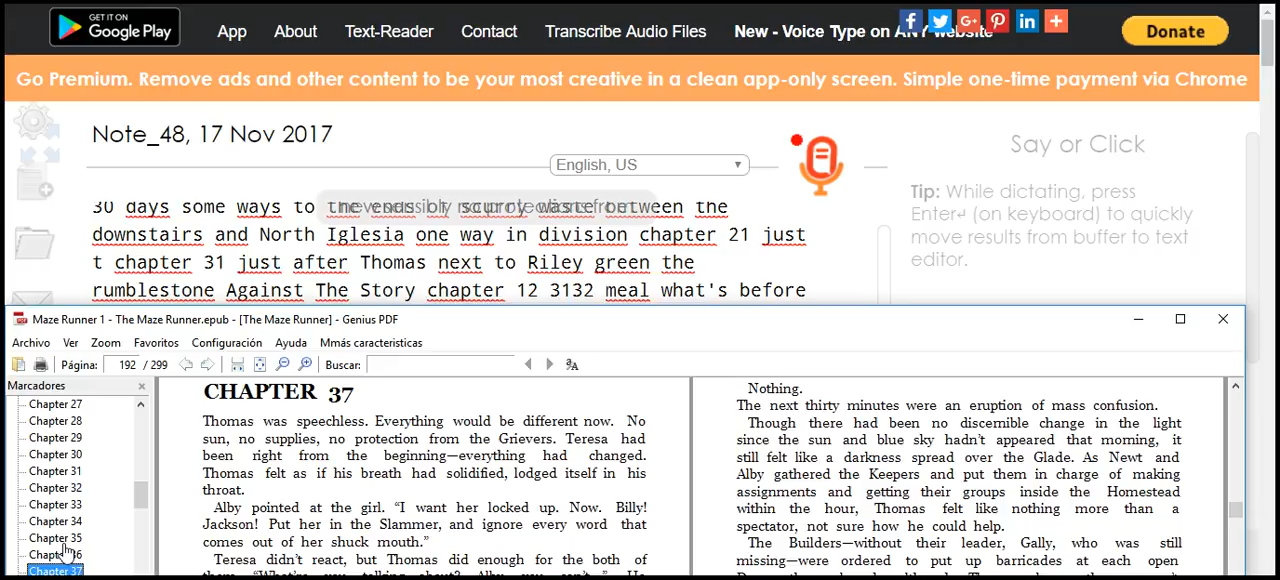 GET IT ON
Google Play
App
About
Text-Reader
Contact
Transcribe Audio Files
New - Voice Type on ANY website
Donate
Go Premium. Remove ads and other content to be your most creative in a clean app-only screen. Simple one-time payment via Chrome
Note_48, 17 Nov 2017
English, US
Say or Click
Tip: While dictating, press
Enter↵ (on keyboard) to quickly
move results from buffer to text
editor.
30 days some ways to the between the
downstairs and North Iglesia one way in division chapter 21 just
t chapter 31 just after Thomas next to Riley green the
rumblestone Against The Story chapter 12 3132 meal what's before
Maze Runner 1 - The Maze Runner.epub - [The Maze Runner] - Genius PDF
Archivo Ver Zoom Favoritos Configuración Ayuda Mmás caracteristicas
Página: 192 / 299 Buscar:
Marcadores
Chapter 27
Chapter 28
Chapter 29
Chapter 30
Chapter 31
Chapter 32
Chapter 33
Chapter 34
Chapter 35
Chapter 36
Chapter 37
CHAPTER 37
Thomas was speechless. Everything would be different now. No
sun, no supplies, no protection from the Grievers. Teresa had
been right from the beginning—everything had changed.
Thomas felt as if his breath had solidified, lodged itself in his
throat.
Alby pointed at the girl. “I want her locked up. Now. Billy!
Jackson! Put her in the Slammer, and ignore every word that
comes out of her shuck mouth.”
Teresa didn’t react, but Thomas did enough for the both of
Nothing.
The next thirty minutes were an eruption of mass confusion.
Though there had been no discernible change in the light
since the sun and blue sky hadn’t appeared that morning, it
still felt like a darkness spread over the Glade. As Newt and
Alby gathered the Keepers and put them in charge of making
assignments and getting their groups inside the Homestead
within the hour, Thomas felt like nothing more than a
spectator, not sure how he could help.
The Builders—without their leader, Gally, who was still
missing—were ordered to put up barricades at each open